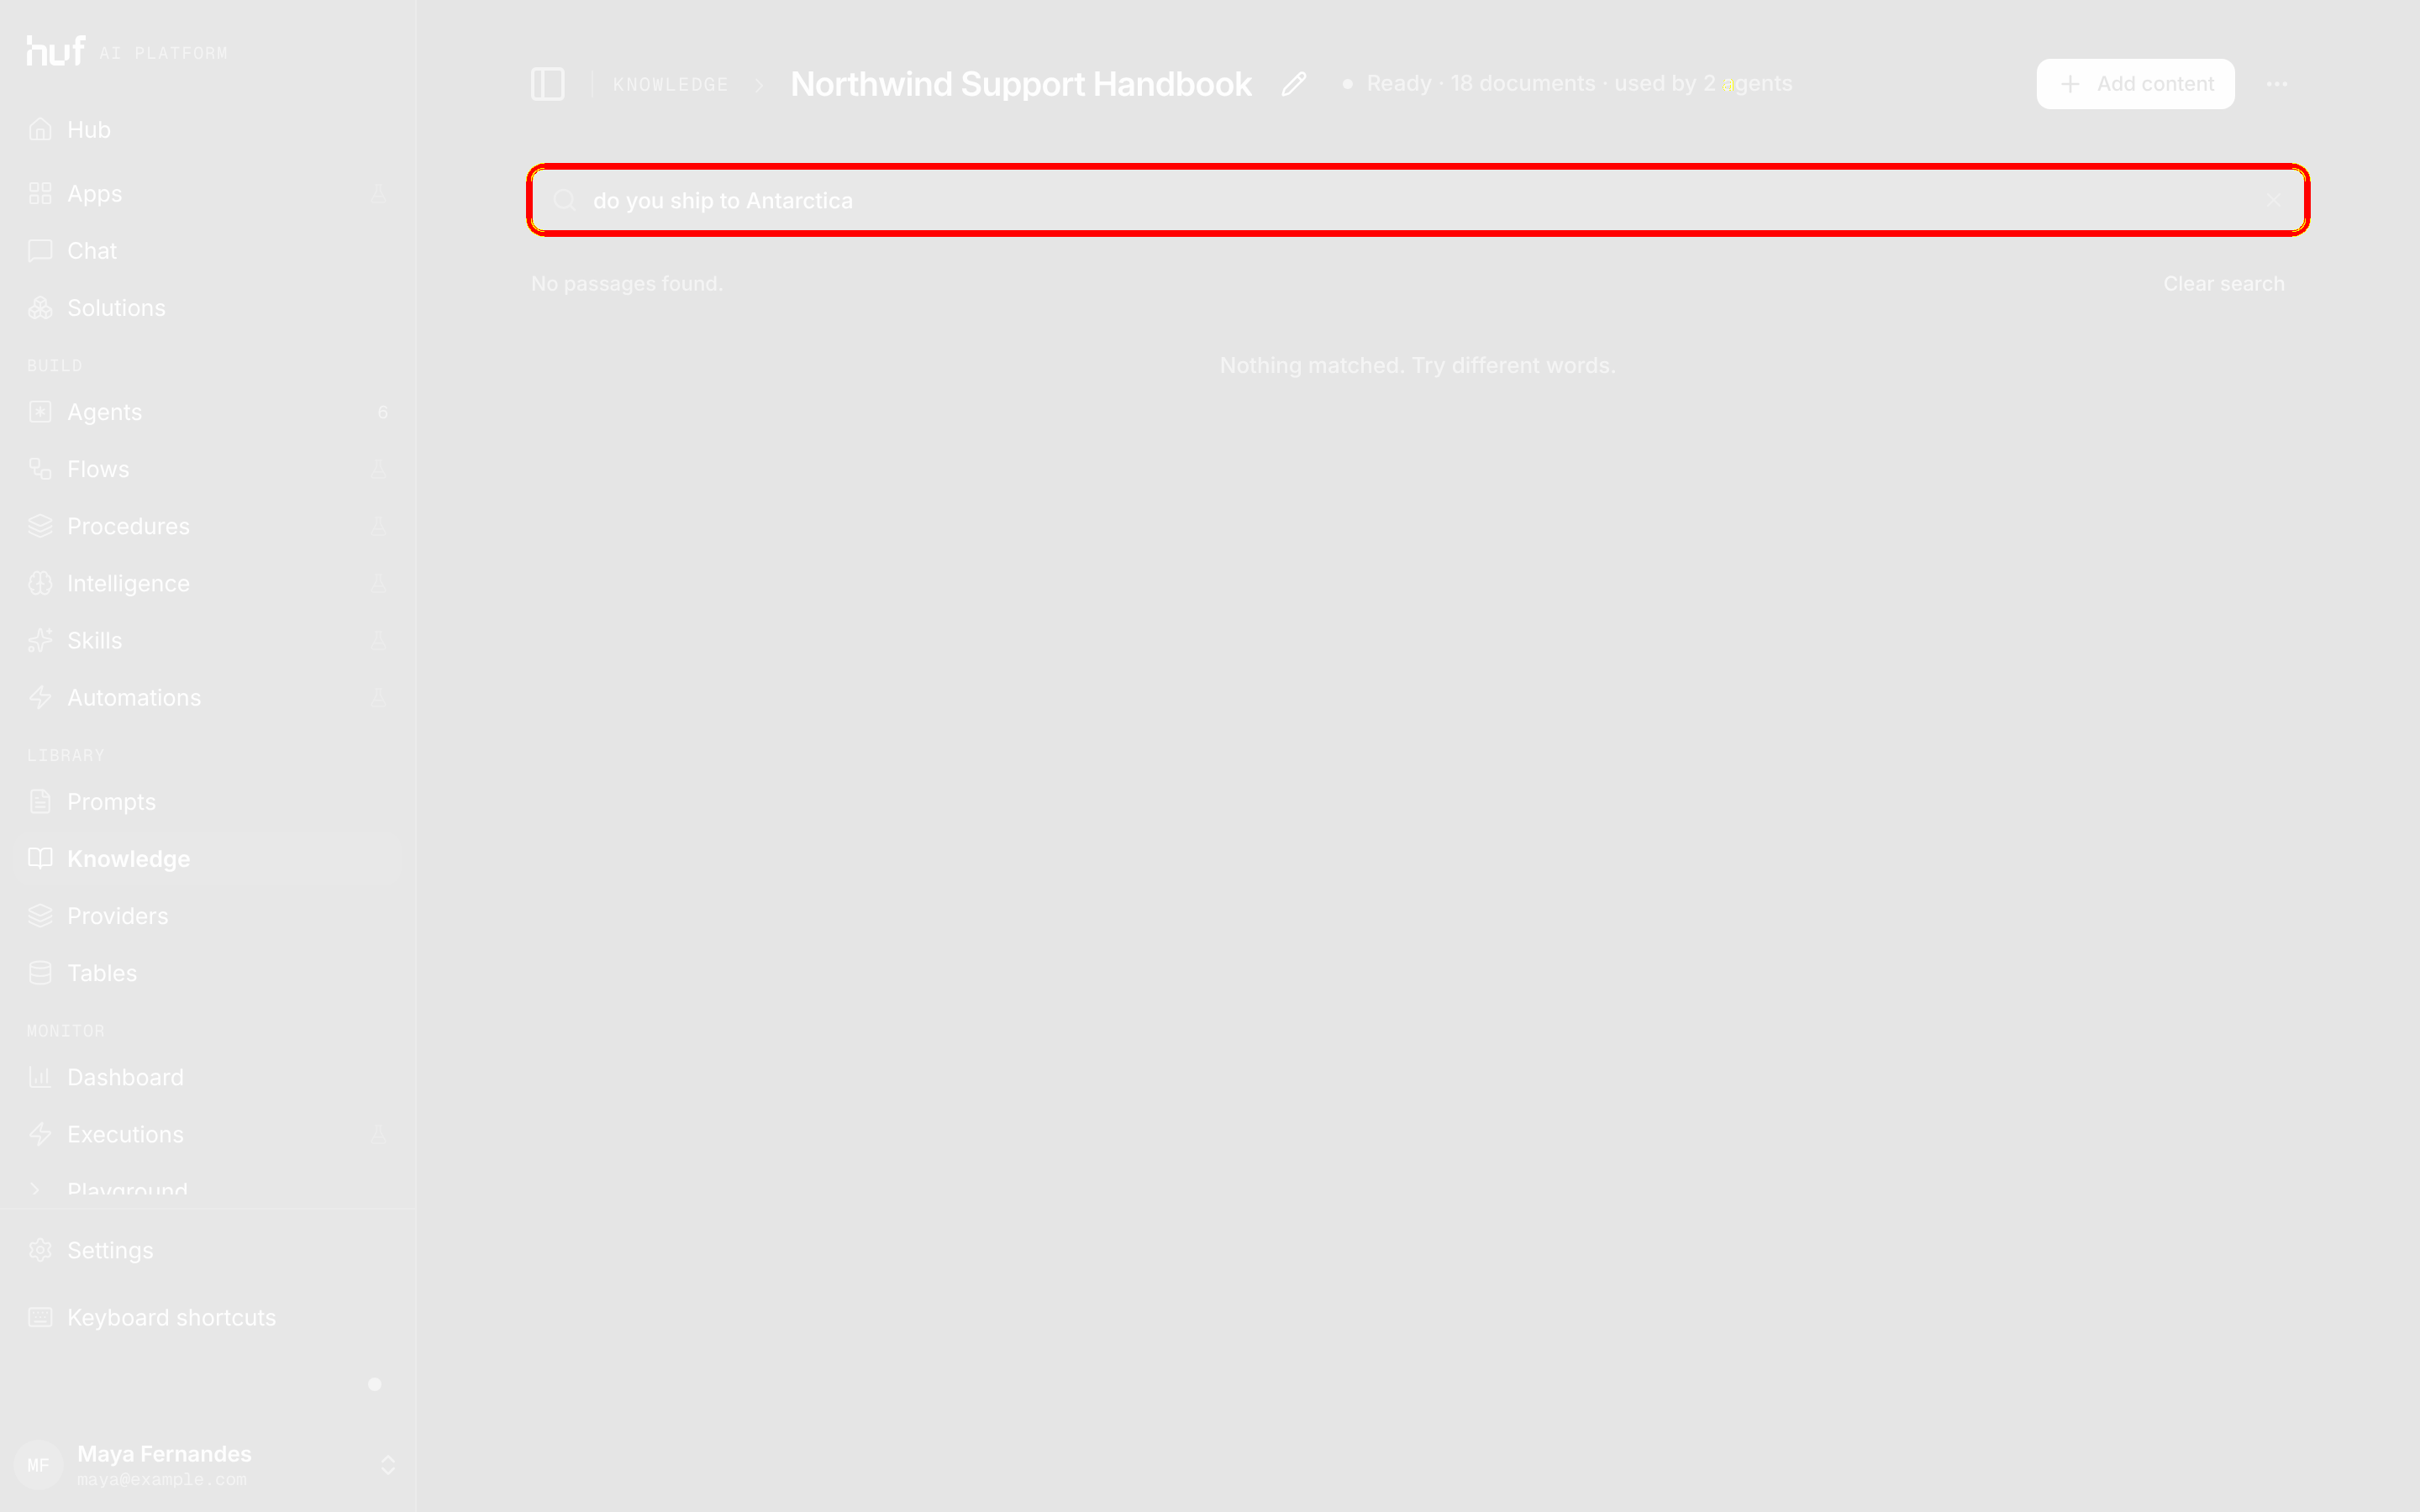 huf AI PLATFORM
Hub
Apps
Chat
Solutions
BUILD
Agents 6
Flows
Procedures
Intelligence
Skills
Automations
LIBRARY
Prompts
Knowledge
Providers
Tables
MONITOR
Dashboard
Executions
Playground
Settings
Keyboard shortcuts
MF Maya Fernandes
maya@example.com
KNOWLEDGE Northwind Support Handbook Ready · 18 documents · used by 2 agents Add content
do you ship to Antarctica
No passages found. Clear search
Nothing matched. Try different words.